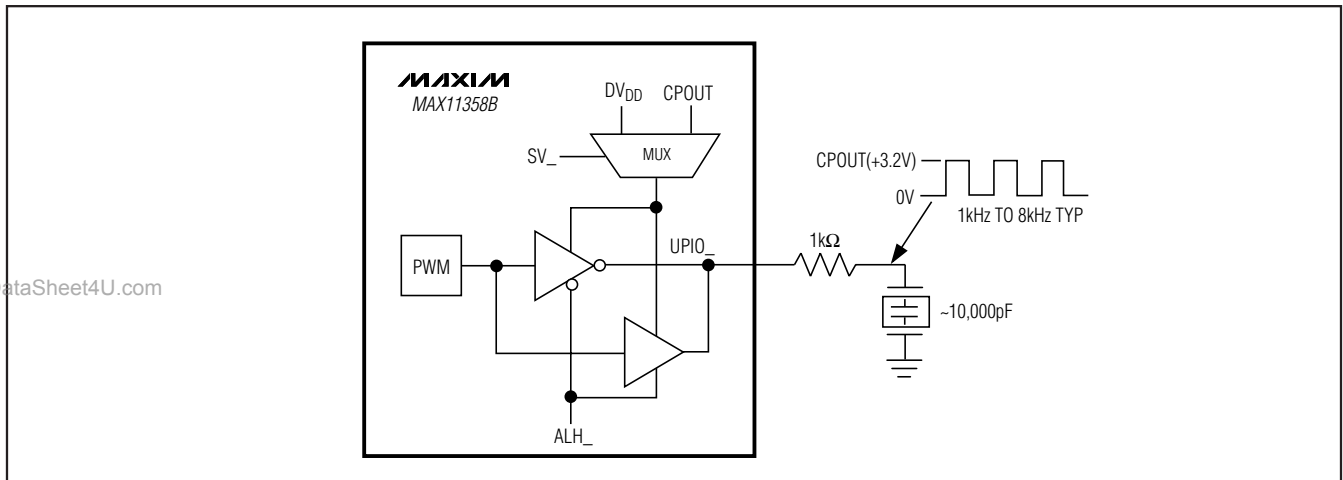 MAXIM
MAX11358B
DVDD
CPOUT
SV_
MUX
CPOUT(+3.2V)
0V
1kHz TO 8kHz TYP
UPIO_
1kΩ
PWM
~10,000pF
ALH_
ataSheet4U.com